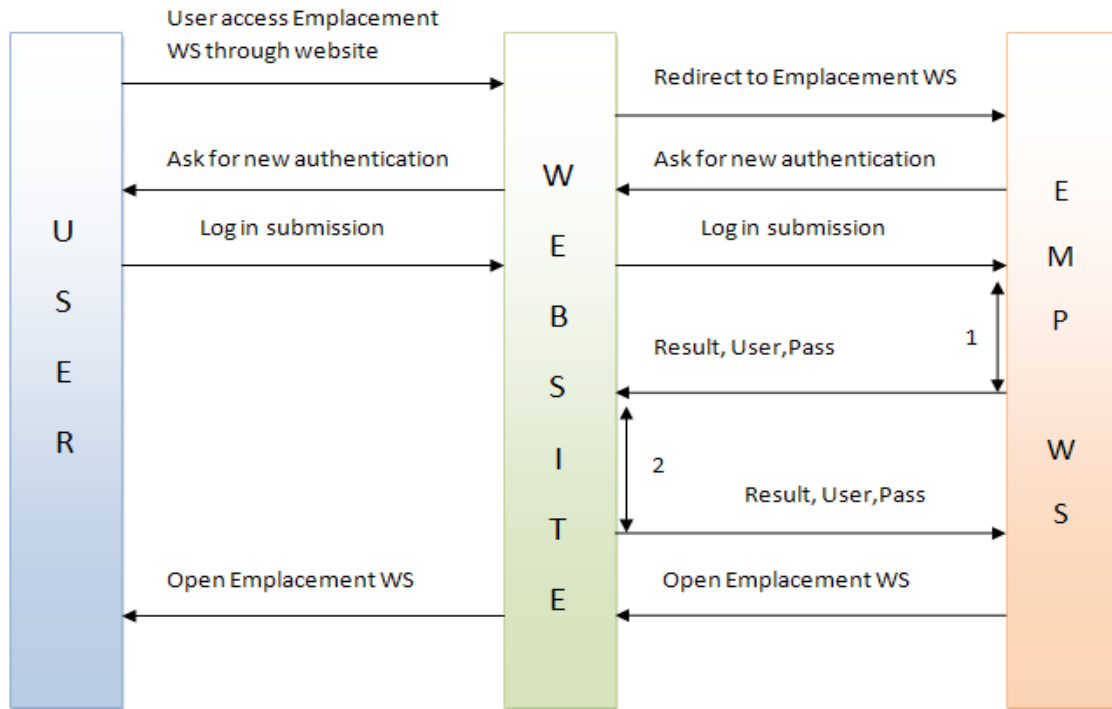 User access Emplacement
WS through website
Redirect to Emplacement WS
Ask for new authentication
Ask for new authentication
Log in submission
Log in submission
Result, User,Pass
1
2
Result, User,Pass
Open Emplacement WS
Open Emplacement WS
U
S
E
R
W
E
B
S
I
T
E
E
M
P
W
S